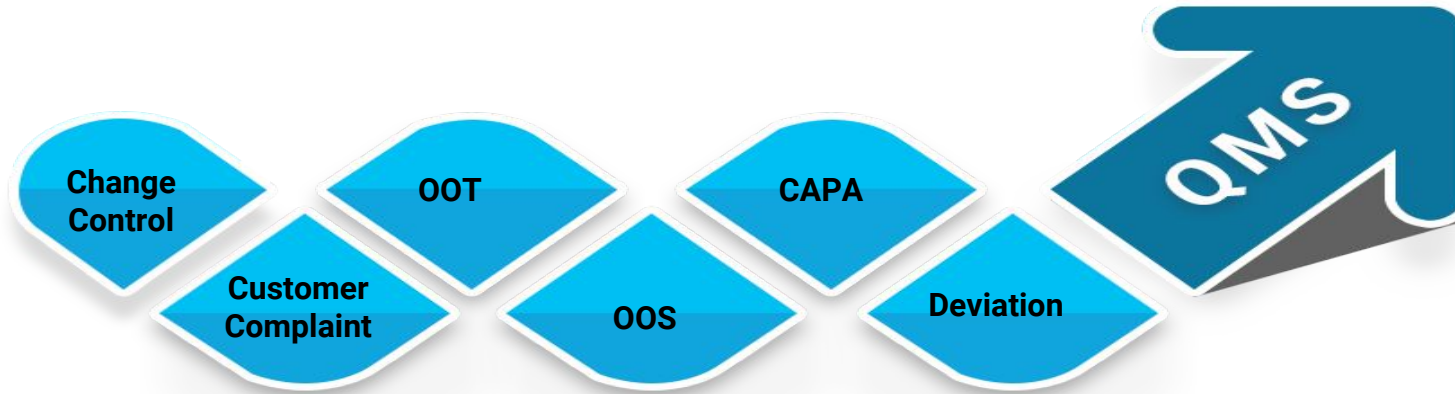 Change
Control
Customer
Complaint
OOT
OOS
CAPA
Deviation
QMS